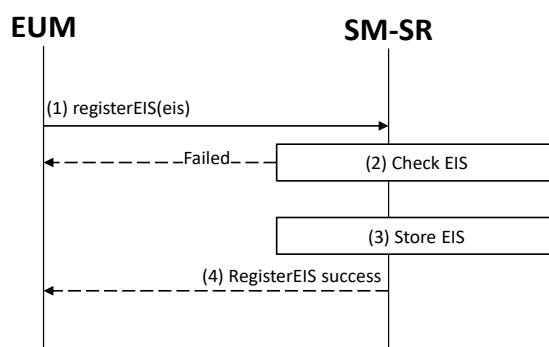 EUM
SM-SR
(1) registerEIS(eis)
Failed
(2) Check EIS
(3) Store EIS
(4) RegisterEIS success